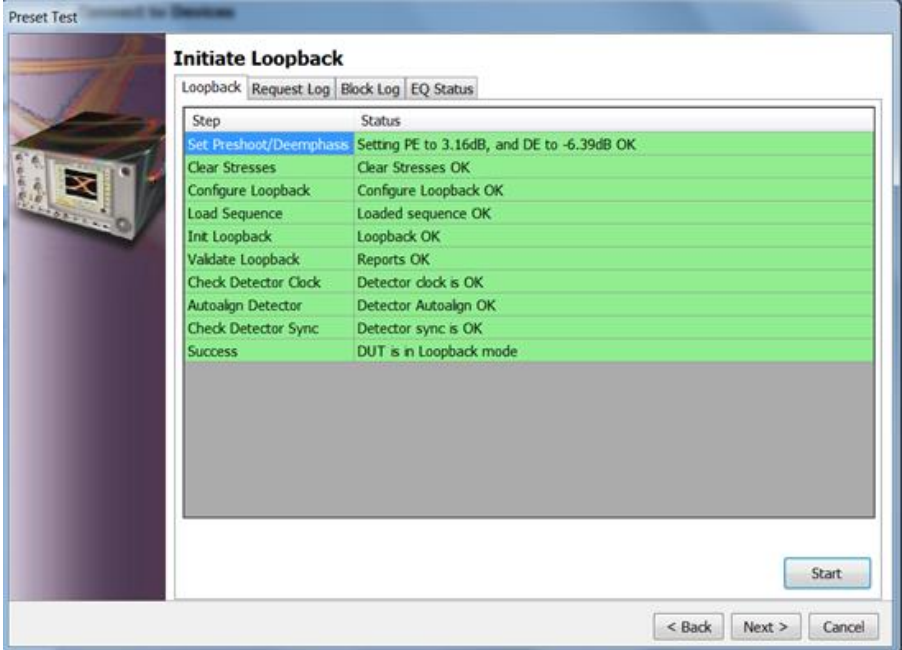 Preset Test
Connect to Devices
Initiate Loopback
Loopback Request Log Block Log EQ Status
Step Status
Set Preshoot/Deemphasis Setting PE to 3.16dB, and DE to -6.39dB OK
Clear Stresses Clear Stresses OK
Configure Loopback Configure Loopback OK
Load Sequence Loaded sequence OK
Init Loopback Loopback OK
Validate Loopback Reports OK
Check Detector Clock Detector clock is OK
Autoalign Detector Detector Autoalign OK
Check Detector Sync Detector sync is OK
Success DUT is in Loopback mode
Start
< Back Next > Cancel